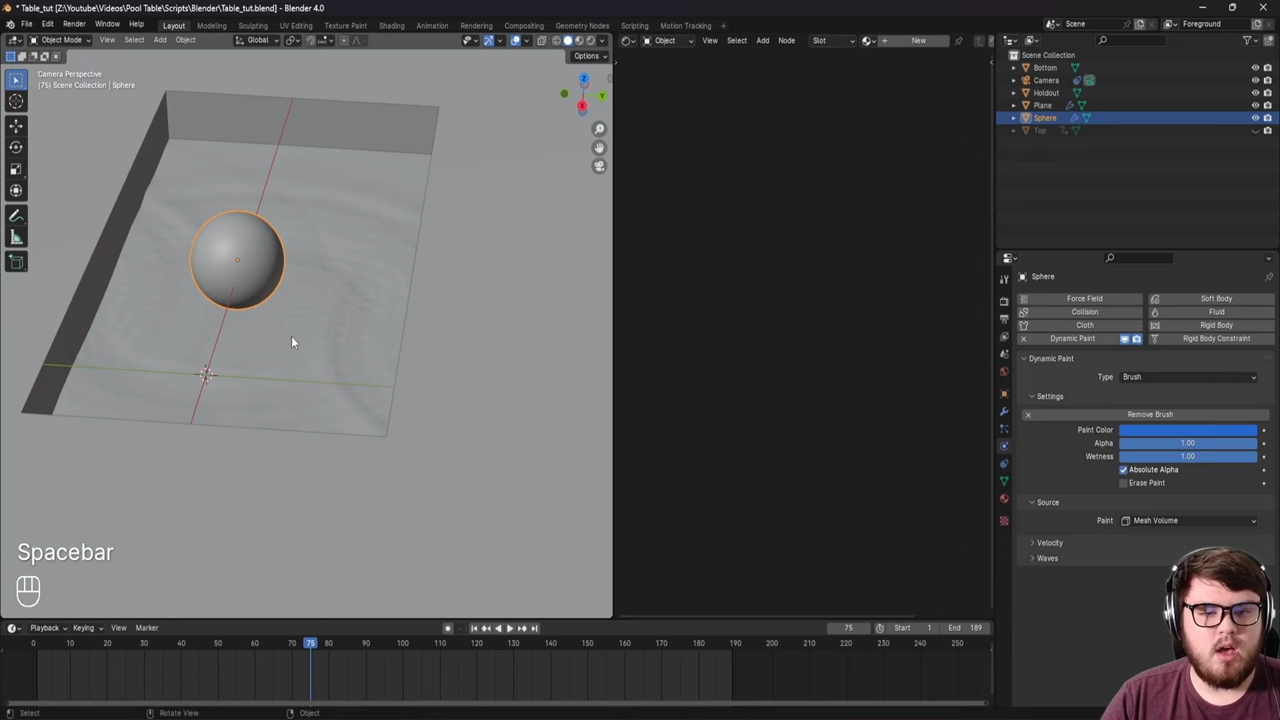 * Table_tut [Z:\Youtube\Videos\Pool Table\Scripts\Blender\Table_tut.blend] - Blender 4.0
File Edit Render Window Help Layout Modeling Sculpting UV Editing Texture Paint Shading Animation Rendering Compositing Geometry Nodes Scripting Motion Tracking Scene Foreground
Object Mode View Select Add Object Global Object View Select Add Node Slot New
Options
Camera Perspective
(75) Scene Collection | Sphere
Z
Y
X
Scene Collection
Bottom
Camera
Holdout
Plane
Sphere
Top
Sphere
Force Field Soft Body
Collision Fluid
Cloth Rigid Body
Dynamic Paint Rigid Body Constraint
Dynamic Paint
Type Brush
Settings
Remove Brush
Paint Color
Alpha 1.00
Wetness 1.00
Absolute Alpha
Erase Paint
Source
Paint Mesh Volume
Velocity
Waves
Spacebar
Playback Keying View Marker 75 Start 1 End 189
0 10 20 30 40 50 60 70 75 80 90 100 110 120 130 140 150 160 170 180 190 200 210 220 230 240 250
Select Rotate View Object